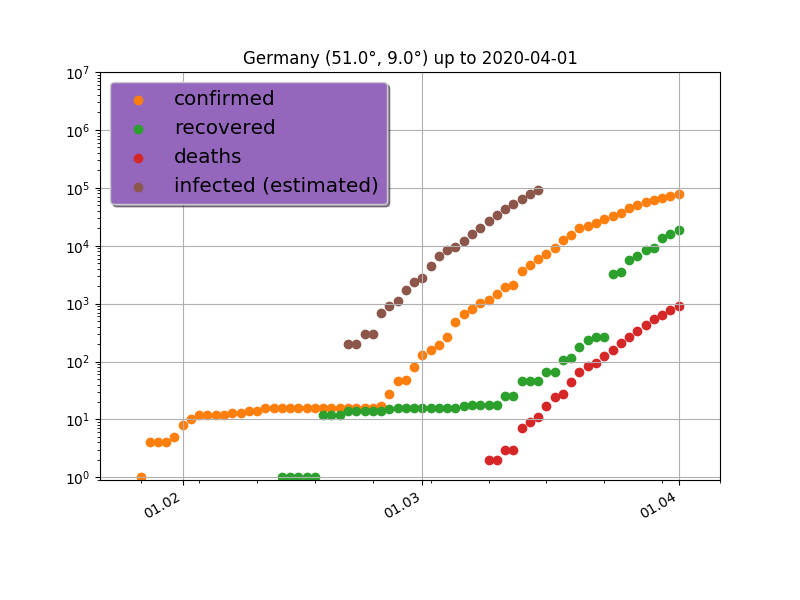 Germany (51.0°, 9.0°) up to 2020-04-01
10⁷
10⁶
10⁵
10⁴
10³
10²
10¹
10⁰
confirmed
recovered
deaths
infected (estimated)
01.02
01.03
01.04